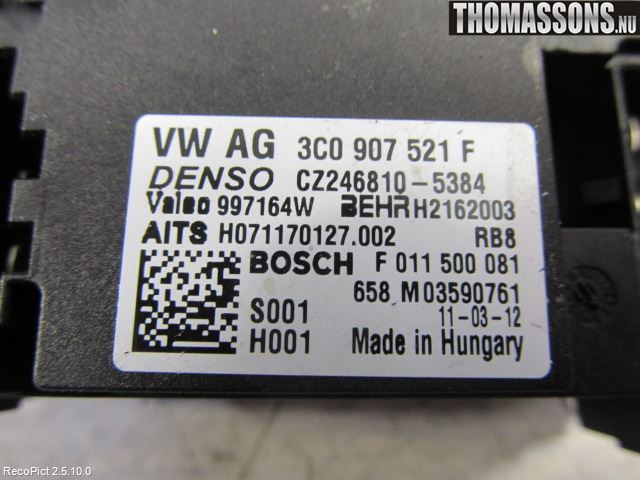 THOMASSONS.NU
VW AG 3C0 907 521 F
DENSO CZ246810-5384
Valeo 997164W BEHR H2162003
AITS H071170127.002 RB8
BOSCH F 011 500 081
658 M03590761
S001 11-03-12
H001 Made in Hungary
RecoPict 2.5.10.0